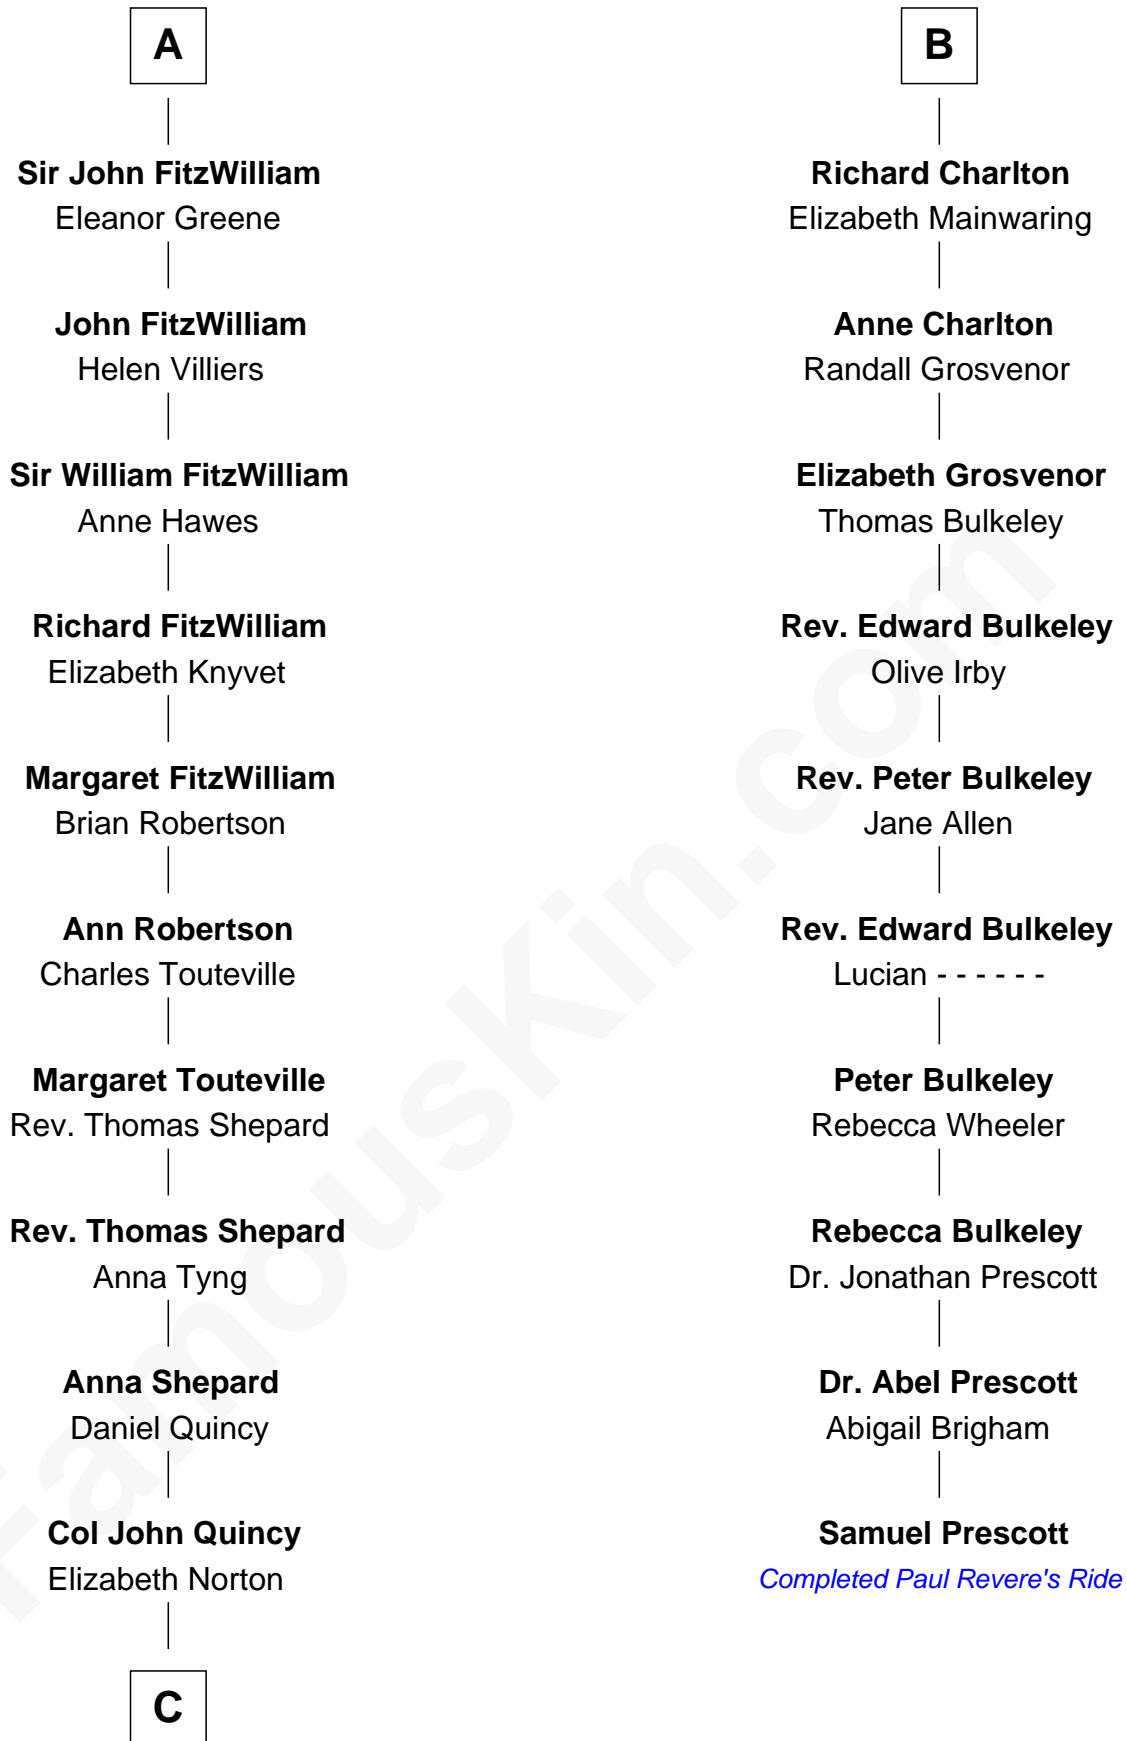 A
Sir John FitzWilliam
Eleanor Greene
John FitzWilliam
Helen Villiers
Sir William FitzWilliam
Anne Hawes
Richard FitzWilliam
Elizabeth Knyvet
Margaret FitzWilliam
Brian Robertson
Ann Robertson
Charles Touteville
Margaret Touteville
Rev. Thomas Shepard
Rev. Thomas Shepard
Anna Tyng
Anna Shepard
Daniel Quincy
Col John Quincy
Elizabeth Norton
C
B
Richard Charlton
Elizabeth Mainwaring
Anne Charlton
Randall Grosvenor
Elizabeth Grosvenor
Thomas Bulkeley
Rev. Edward Bulkeley
Olive Irby
Rev. Peter Bulkeley
Jane Allen
Rev. Edward Bulkeley
Lucian - - - - - -
Peter Bulkeley
Rebecca Wheeler
Rebecca Bulkeley
Dr. Jonathan Prescott
Dr. Abel Prescott
Abigail Brigham
Samuel Prescott
Completed Paul Revere's Ride
FamousKin.com